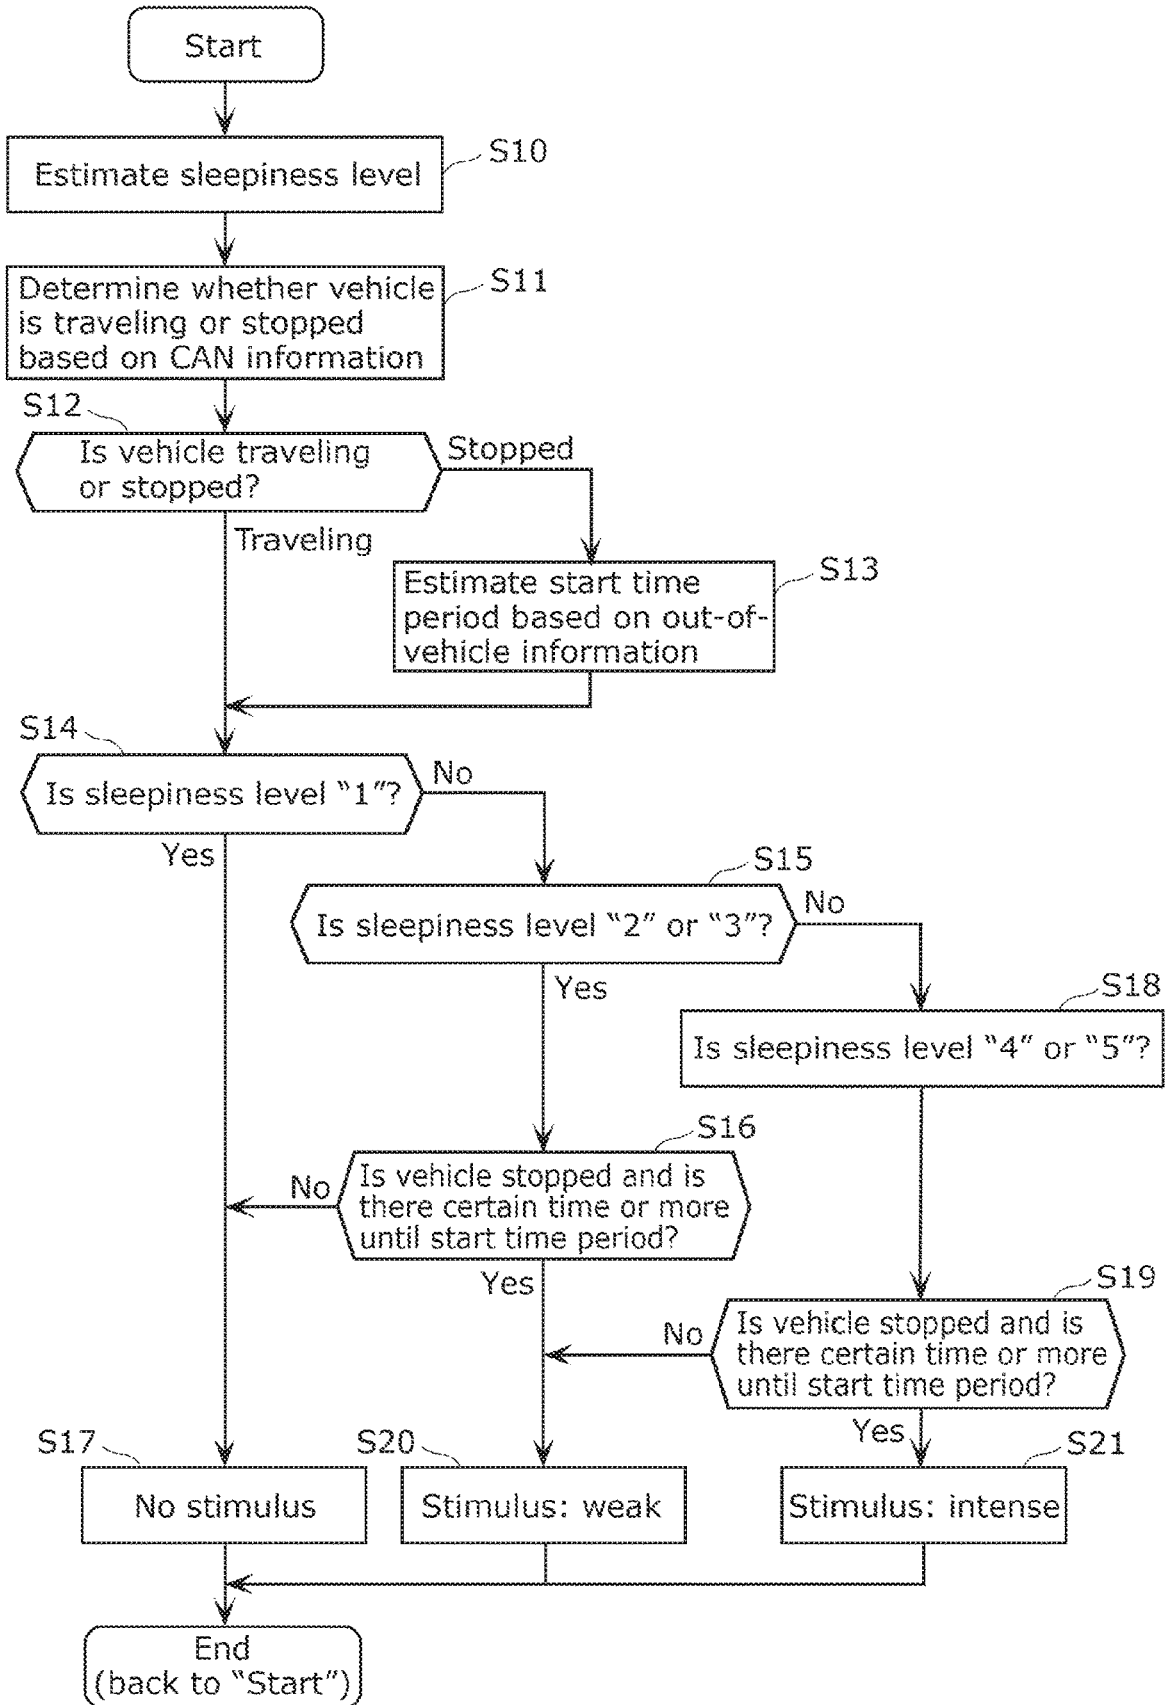 Start
S10
Estimate sleepiness level
S11
Determine whether vehicle
is traveling or stopped
based on CAN information
S12
Is vehicle traveling
or stopped?
Stopped
Traveling
S13
Estimate start time
period based on out-of-
vehicle information
S14
Is sleepiness level “1”?
No
Yes
S15
Is sleepiness level “2” or “3”?
No
Yes
S18
Is sleepiness level “4” or “5”?
S16
Is vehicle stopped and is
there certain time or more
until start time period?
No
Yes
S19
Is vehicle stopped and is
there certain time or more
until start time period?
No
Yes
S17
No stimulus
S20
Stimulus: weak
S21
Stimulus: intense
End
(back to “Start”)